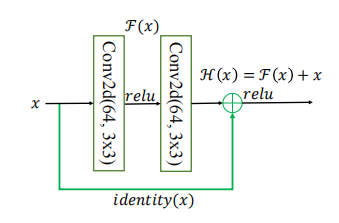 ℱ(x)
Conv2d(64, 3x3)
Conv2d(64, 3x3)
ℋ(x) = ℱ(x) + x
x
relu
relu
identity(x)